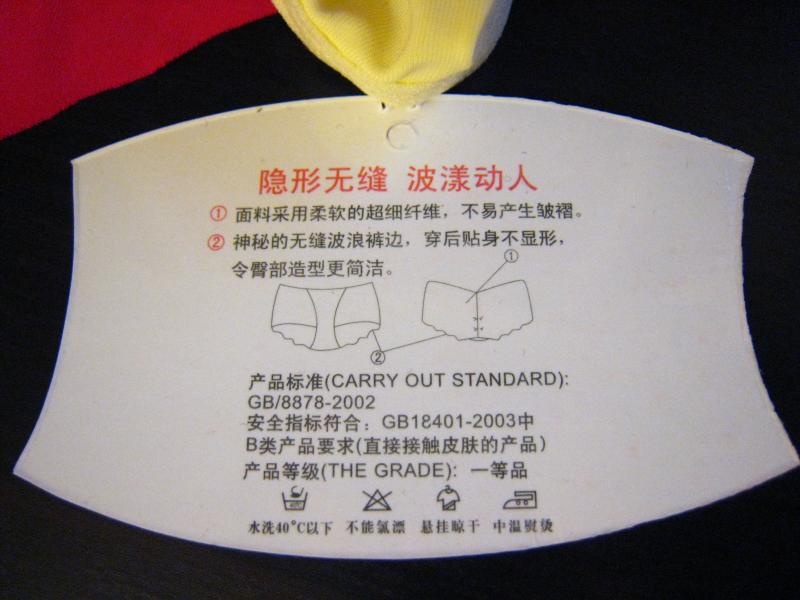 隐形无缝 波漾动人
① 面料采用柔软的超细纤维，不易产生皱褶。
② 神秘的无缝波浪裤边，穿后贴身不显形，
令臀部造型更简洁。
①
②
产品标准(CARRY OUT STANDARD):
GB/8878-2002
安全指标符合：GB18401-2003中
B类产品要求(直接接触皮肤的产品)
产品等级(THE GRADE): 一等品
水洗40°C以下 不能氯漂 悬挂晾干 中温熨烫